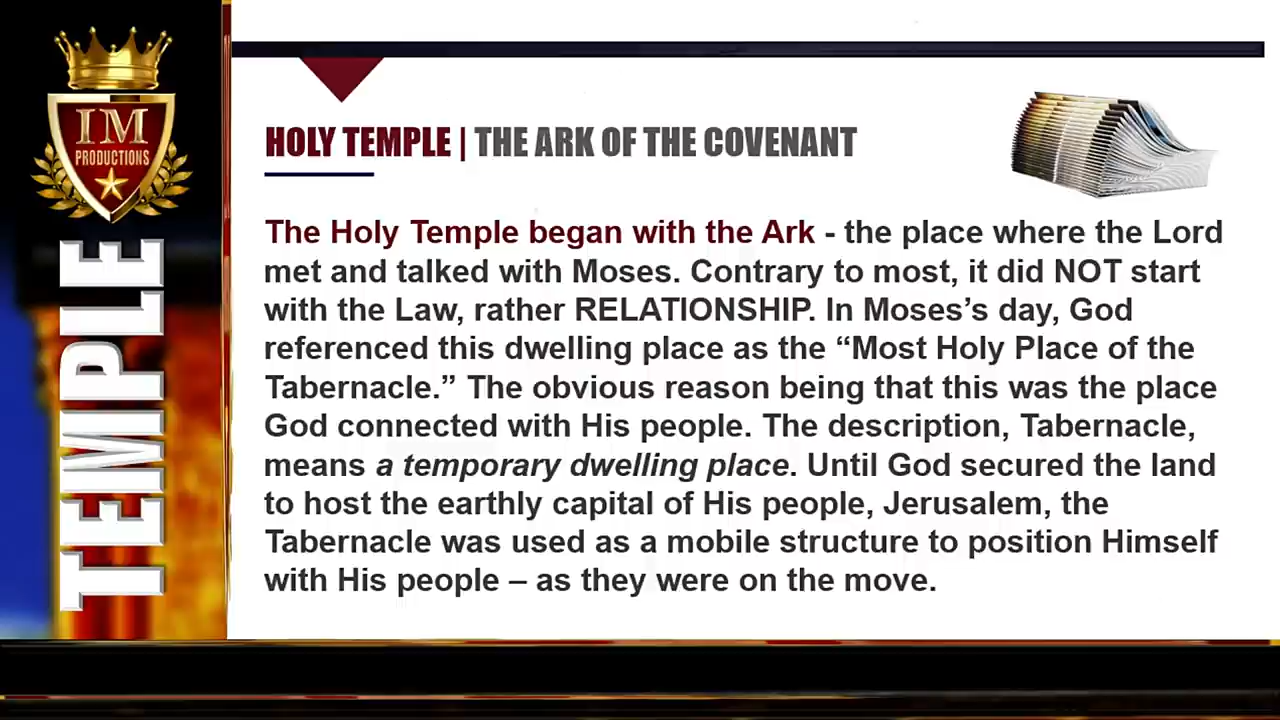 IM
PRODUCTIONS
TEMPLE
HOLY TEMPLE | THE ARK OF THE COVENANT
The Holy Temple began with the Ark - the place where the Lord
met and talked with Moses. Contrary to most, it did NOT start
with the Law, rather RELATIONSHIP. In Moses’s day, God
referenced this dwelling place as the “Most Holy Place of the
Tabernacle.” The obvious reason being that this was the place
God connected with His people. The description, Tabernacle,
means a temporary dwelling place. Until God secured the land
to host the earthly capital of His people, Jerusalem, the
Tabernacle was used as a mobile structure to position Himself
with His people – as they were on the move.